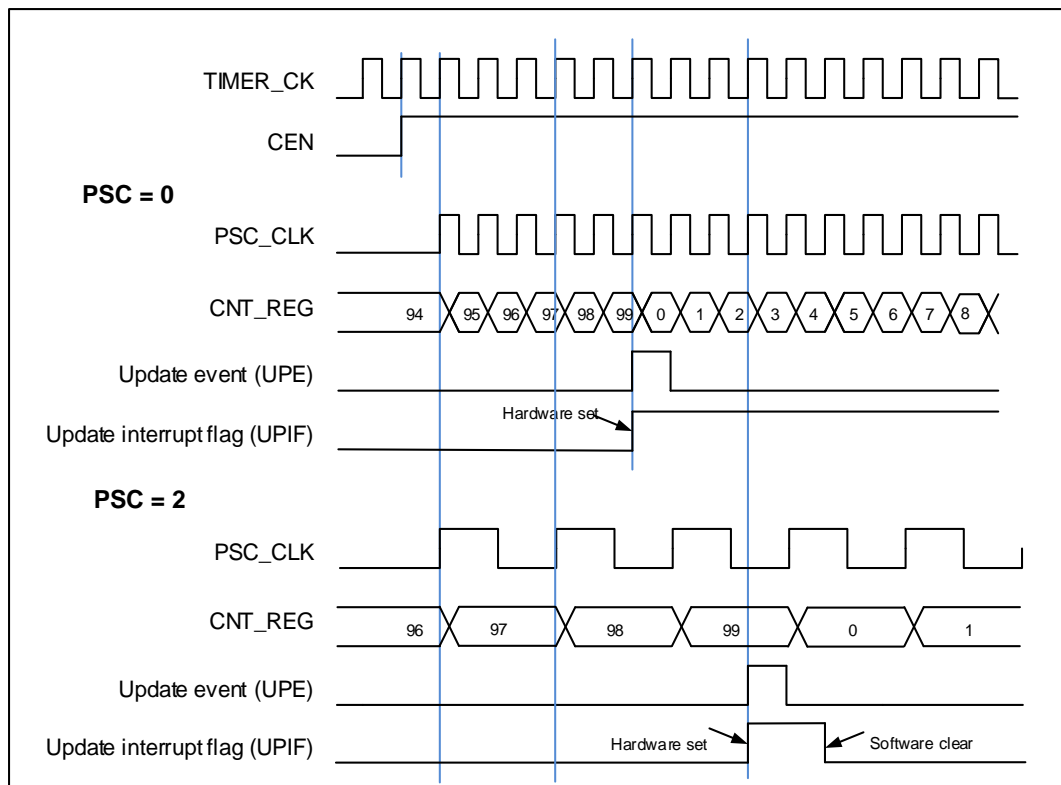 TIMER_CK
CEN
PSC = 0
PSC_CLK
CNT_REG 94 95 96 97 98 99 0 1 2 3 4 5 6 7 8
Update event (UPE)
Hardware set
Update interrupt flag (UPIF)
PSC = 2
PSC_CLK
CNT_REG 96 97 98 99 0 1
Update event (UPE)
Update interrupt flag (UPIF) Hardware set Software clear